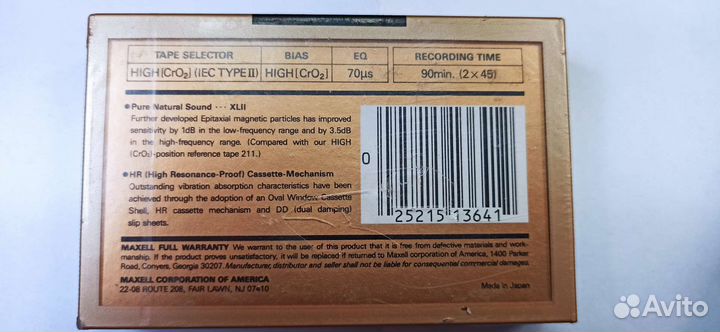 TAPE SELECTOR BIAS EQ RECORDING TIME
HIGH[CrO₂] (IEC TYPE II) HIGH[CrO₂] 70µs 90min. (2×45)
●Pure Natural Sound ··· XLII
Further developed Epitaxial magnetic particles has improved
sensitivity by 1dB in the low-frequency range and by 3.5dB
in the high-frequency range. (Compared with our HIGH
(CrO₂)-position reference tape 211.)
●HR (High Resonance-Proof) Cassette-Mechanism
Outstanding vibration absorption characteristics have been
achieved through the adoption of an Oval Window Cassette
Shell, HR cassette mechanism and DD (dual damping)
slip sheets.
0
25215 13641
MAXELL FULL WARRANTY We warrant to the user of this product that it is free from defective materials and work-
manship. If the product proves unsatisfactory, it will be replaced if returned to Maxell corporation of America, 1400 Parker
Road, Conyers, Georgia 30207. Manufacturer, distributor and seller shall not be liable for consequential commercial damages.
MAXELL CORPORATION OF AMERICA
22-08 ROUTE 208, FAIR LAWN, NJ 07410
Made in Japan
Avito